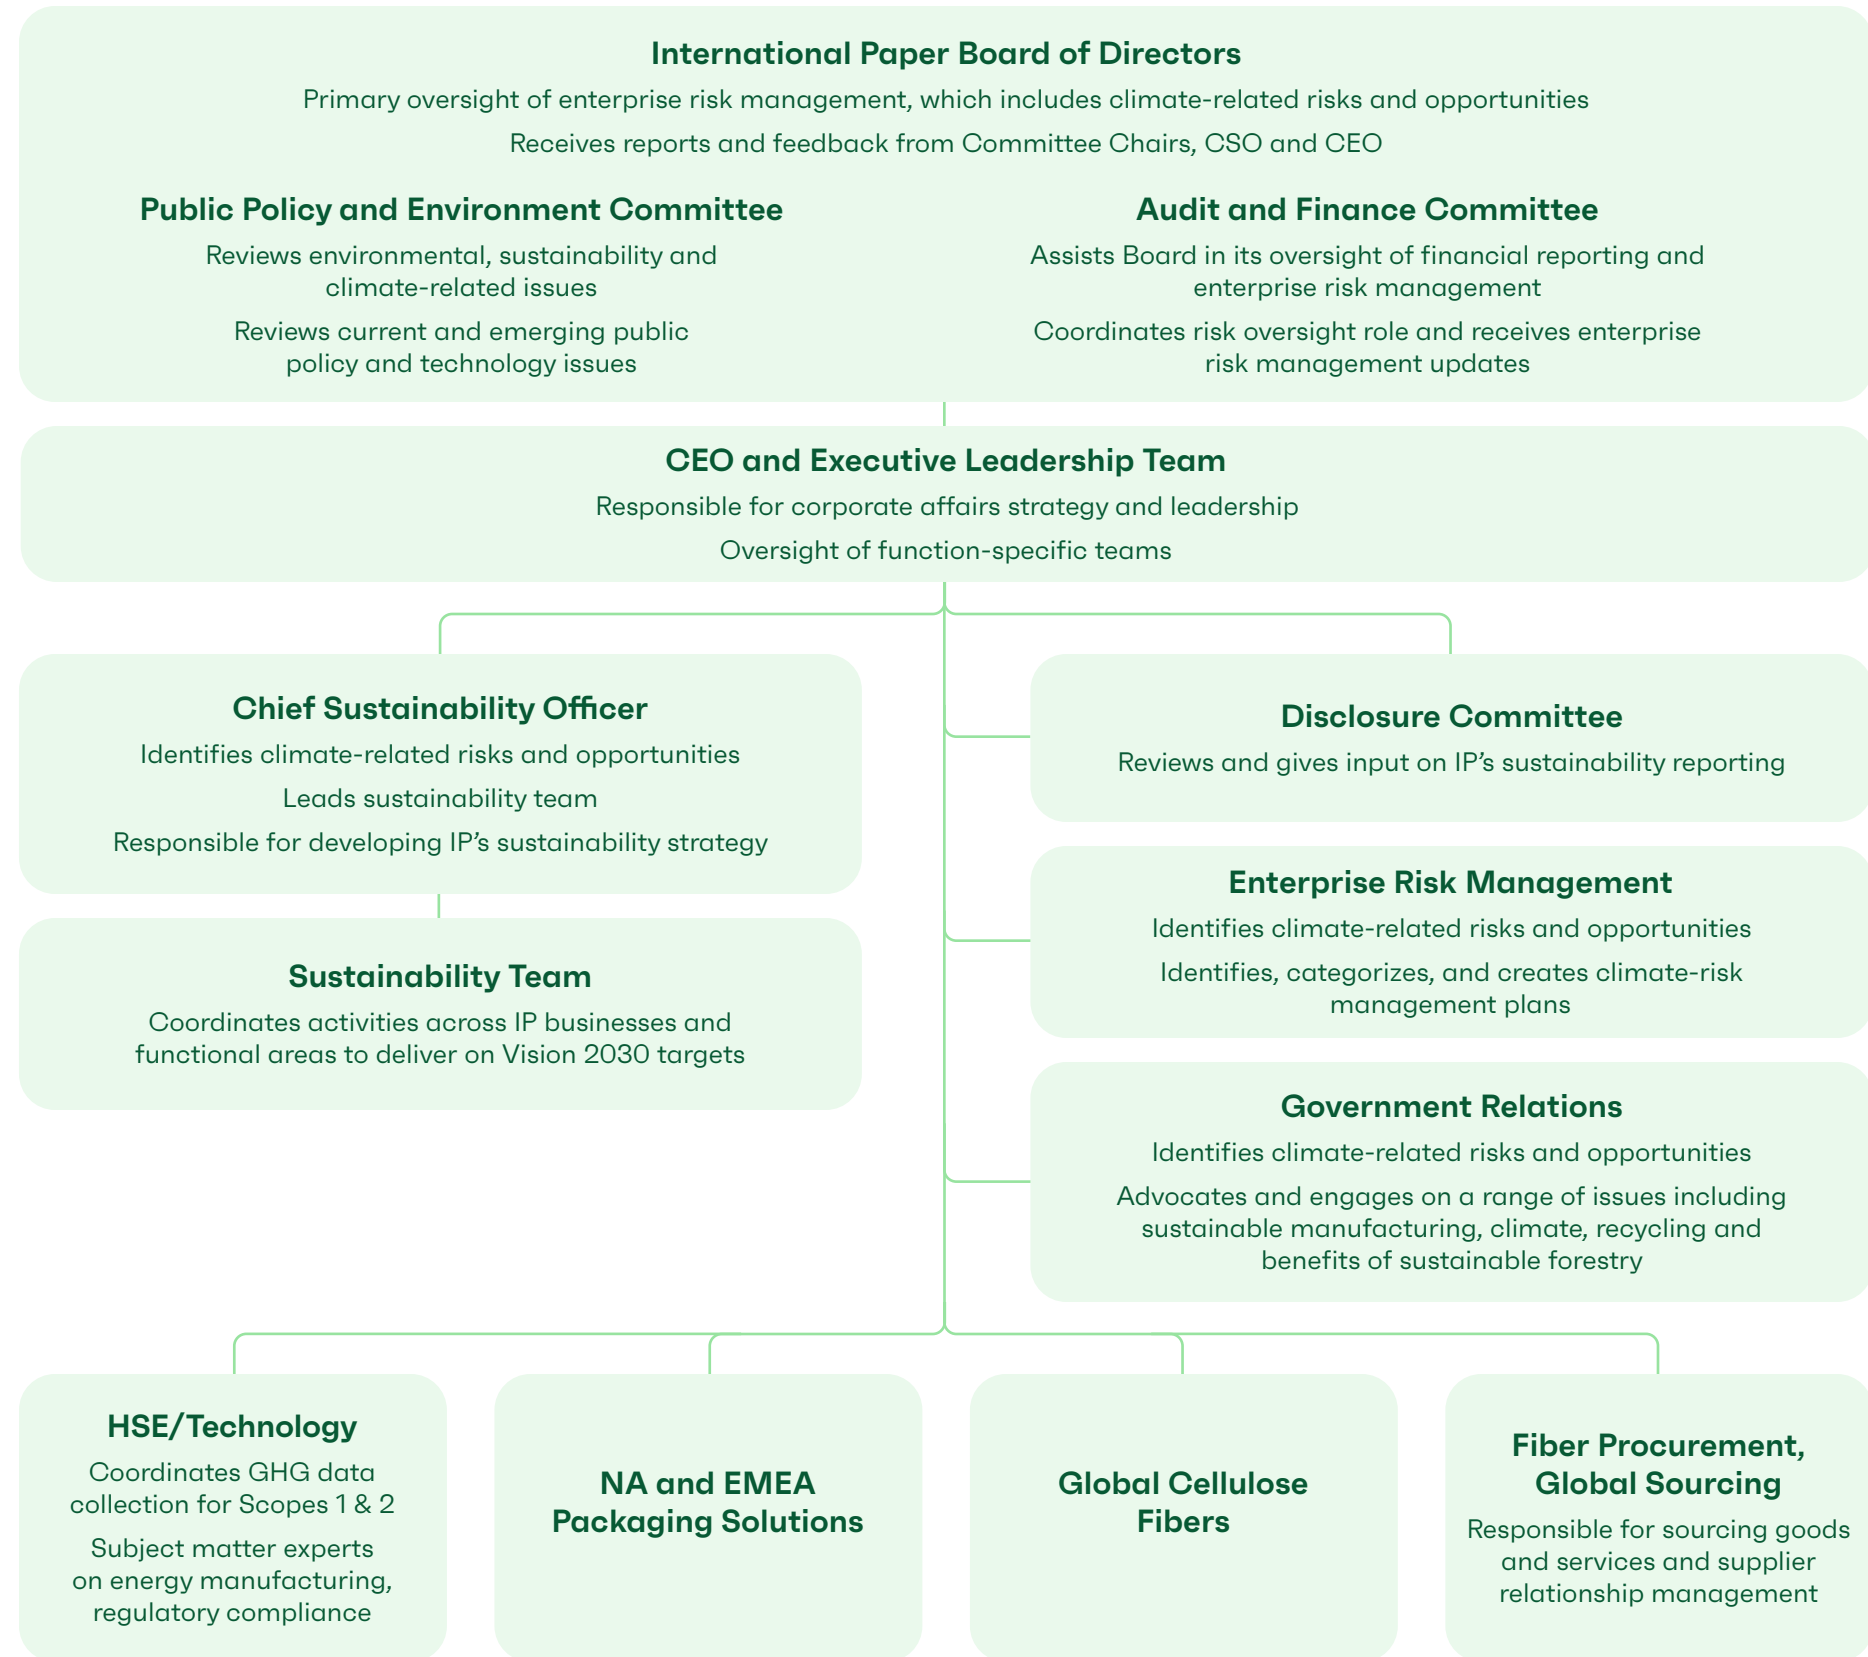 International Paper Board of Directors
Primary oversight of enterprise risk management, which includes climate-related risks and opportunities
Receives reports and feedback from Committee Chairs, CSO and CEO
Public Policy and Environment Committee
Reviews environmental, sustainability and
climate-related issues
Reviews current and emerging public
policy and technology issues
Audit and Finance Committee
Assists Board in its oversight of financial reporting and
enterprise risk management
Coordinates risk oversight role and receives enterprise
risk management updates
CEO and Executive Leadership Team
Responsible for corporate affairs strategy and leadership
Oversight of function-specific teams
Chief Sustainability Officer
Identifies climate-related risks and opportunities
Leads sustainability team
Responsible for developing IP’s sustainability strategy
Sustainability Team
Coordinates activities across IP businesses and
functional areas to deliver on Vision 2030 targets
Disclosure Committee
Reviews and gives input on IP’s sustainability reporting
Enterprise Risk Management
Identifies climate-related risks and opportunities
Identifies, categorizes, and creates climate-risk
management plans
Government Relations
Identifies climate-related risks and opportunities
Advocates and engages on a range of issues including
sustainable manufacturing, climate, recycling and
benefits of sustainable forestry
HSE/Technology
Coordinates GHG data
collection for Scopes 1 & 2
Subject matter experts
on energy manufacturing,
regulatory compliance
NA and EMEA
Packaging Solutions
Global Cellulose
Fibers
Fiber Procurement,
Global Sourcing
Responsible for sourcing goods
and services and supplier
relationship management